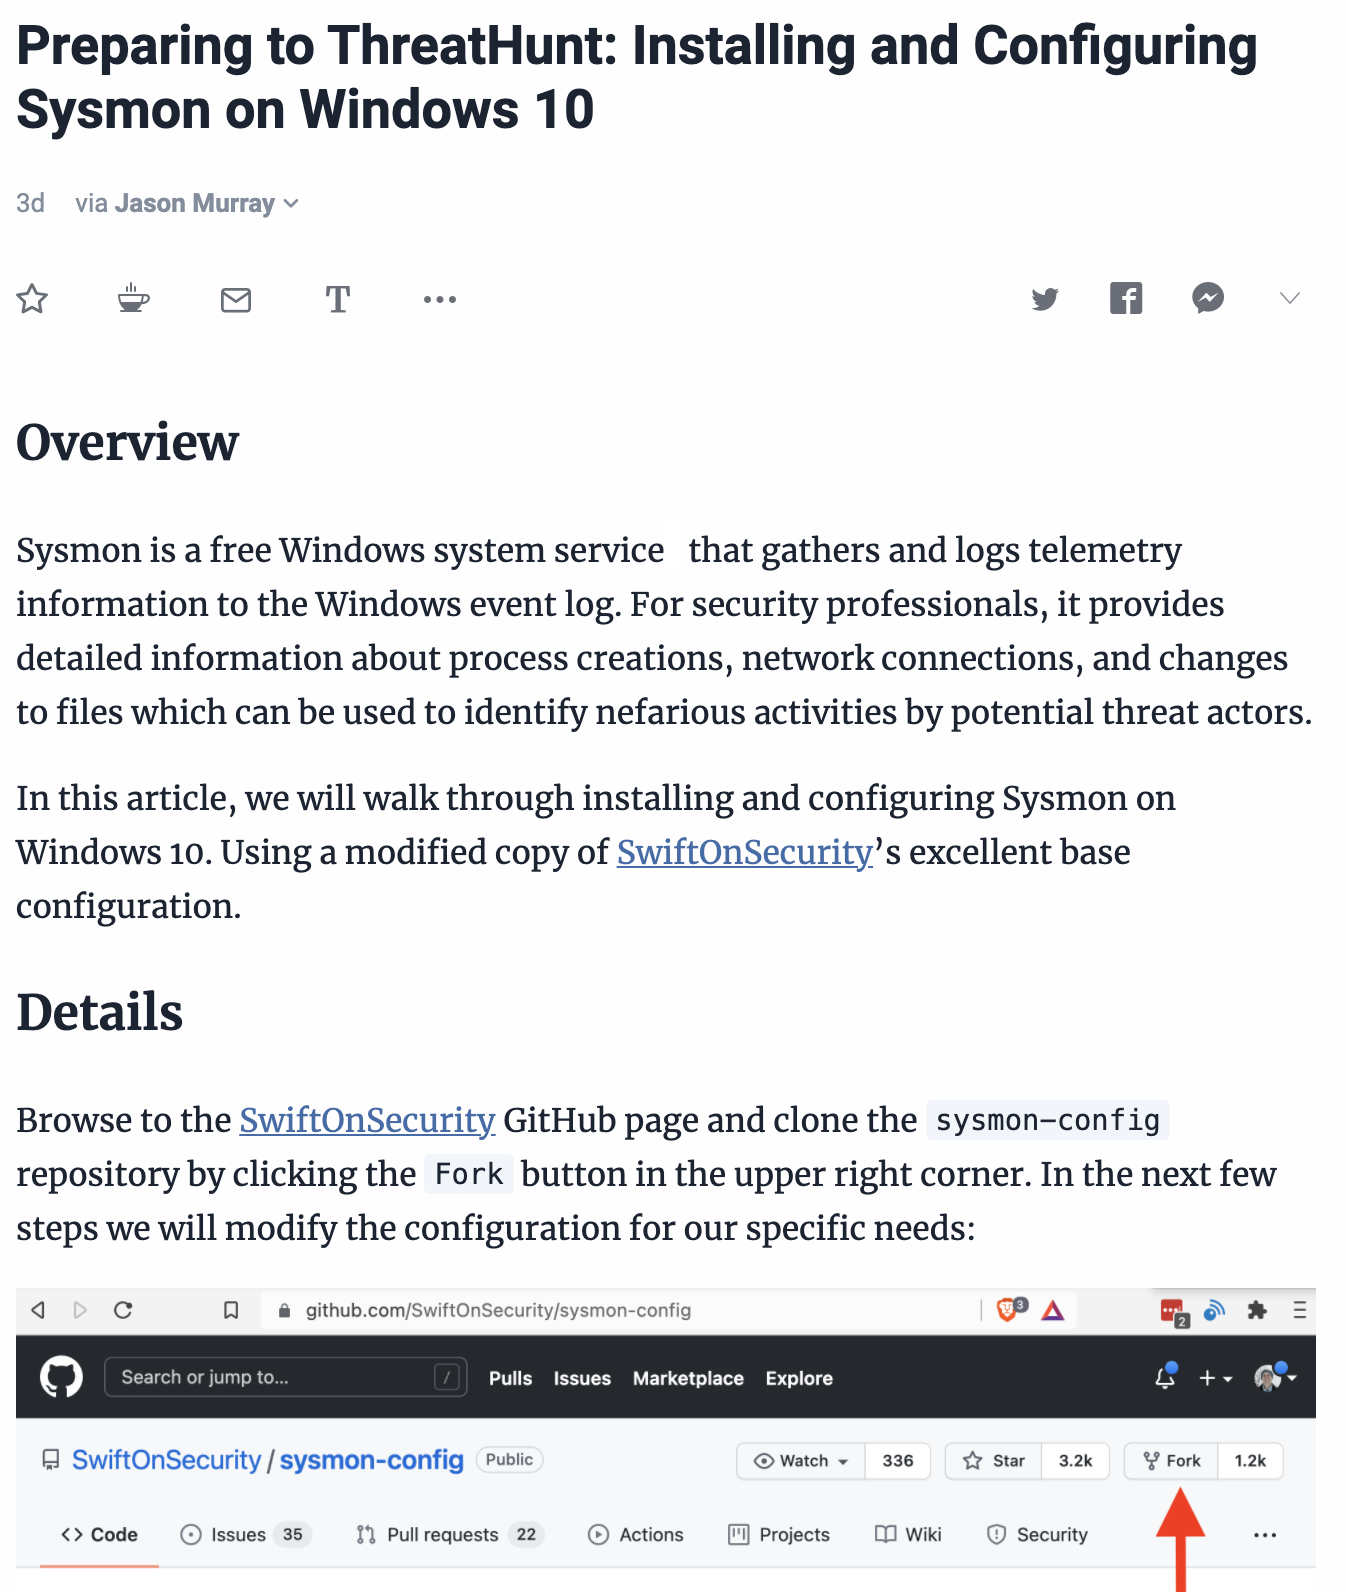 Preparing to ThreatHunt: Installing and Configuring
Sysmon on Windows 10
3d via Jason Murray
T
Overview
Sysmon is a free Windows system service that gathers and logs telemetry
information to the Windows event log. For security professionals, it provides
detailed information about process creations, network connections, and changes
to files which can be used to identify nefarious activities by potential threat actors.
In this article, we will walk through installing and configuring Sysmon on
Windows 10. Using a modified copy of SwiftOnSecurity’s excellent base
configuration.
Details
Browse to the SwiftOnSecurity GitHub page and clone the sysmon-config
repository by clicking the Fork button in the upper right corner. In the next few
steps we will modify the configuration for our specific needs:
github.com/SwiftOnSecurity/sysmon-config 3 2
Search or jump to... / Pulls Issues Marketplace Explore
SwiftOnSecurity / sysmon-config Public Watch 336 Star 3.2k Fork 1.2k
Code Issues 35 Pull requests 22 Actions Projects Wiki Security